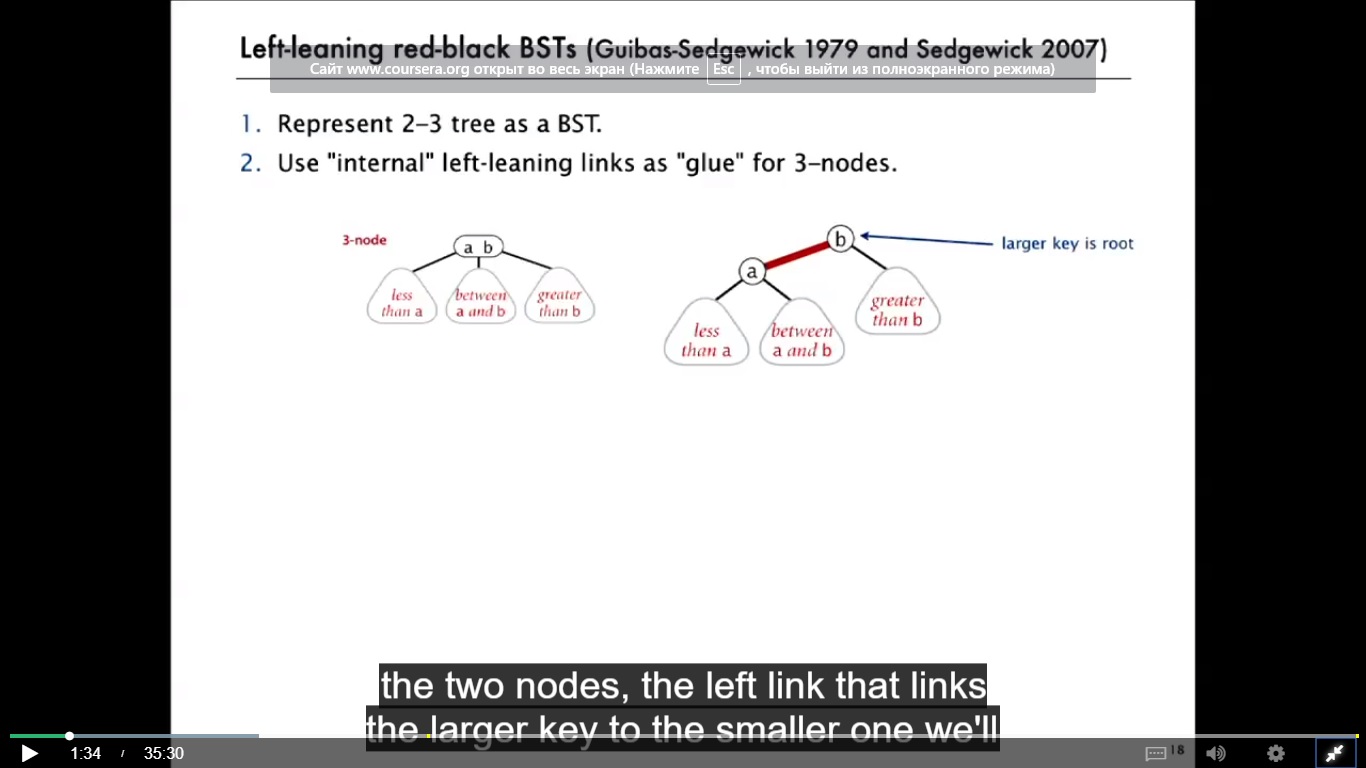 Left-leaning red-black BSTs (Guibas-Sedgewick 1979 and Sedgewick 2007)
Сайт www.coursera.org открыт во весь экран (Нажмите Esc , чтобы выйти из полноэкранного режима)
1. Represent 2–3 tree as a BST.
2. Use "internal" left-leaning links as "glue" for 3–nodes.
3-node
a b
less
than a
between
a and b
greater
than b
b
larger key is root
a
less
than a
between
a and b
greater
than b
the two nodes, the left link that links
the larger key to the smaller one we'll
1:34 / 35:30
18